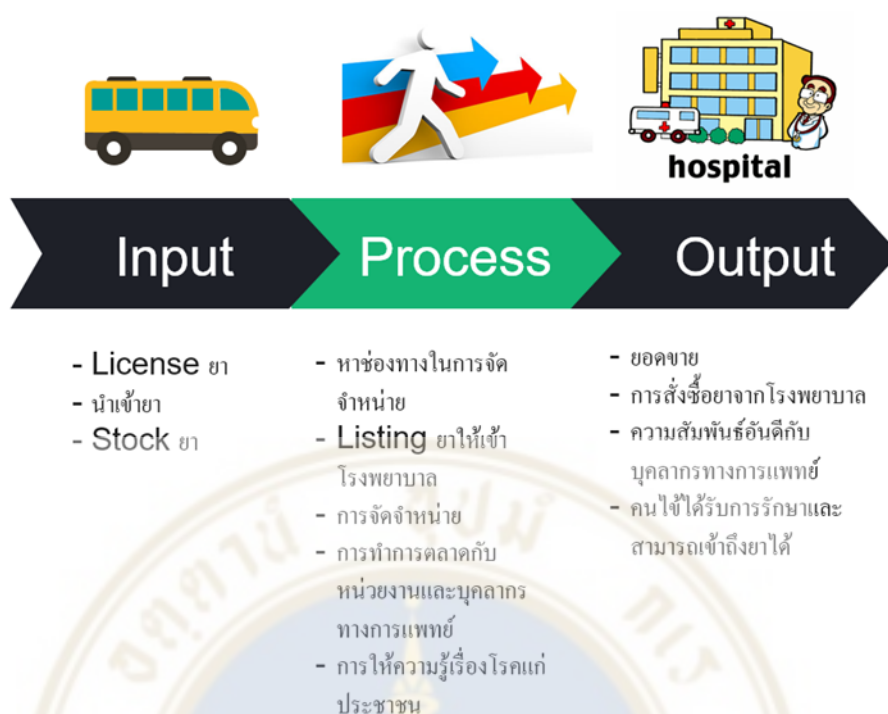 hospital
Input
Process
Output
- License ยา
- นำเข้ายา
- Stock ยา
- หาช่องทางในการจัด
จำหน่าย
- Listing ยาให้เข้า
โรงพยาบาล
- การจัดจำหน่าย
- การทำการตลาดกับ
หน่วยงานและบุคลากร
ทางการแพทย์
- การให้ความรู้เรื่องโรคแก่
ประชาชน
- ยอดขาย
- การสั่งซื้อยาจากโรงพยาบาล
- ความสัมพันธ์อันดีกับ
บุคลากรทางการแพทย์
- คนไข้ได้รับการรักษาและ
สามารถเข้าถึงยาได้
อตฺตานํ อุปมํ กเร